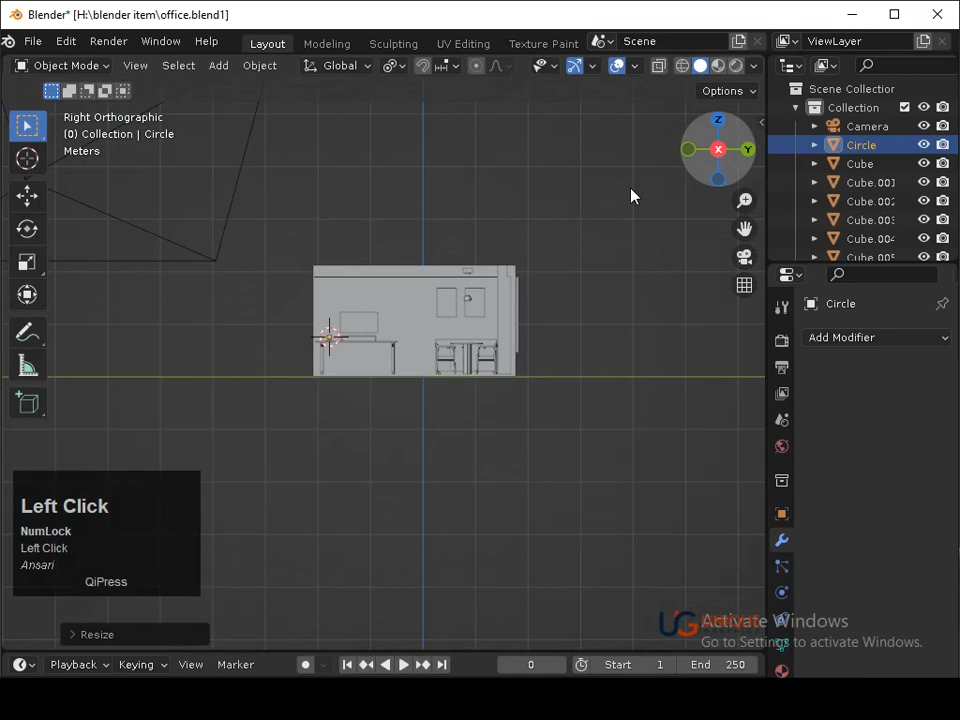 Blender* [H:\blender item\office.blend1]
File Edit Render Window Help Layout Modeling Sculpting UV Editing Texture Paint Scene ViewLayer
Object Mode View Select Add Object Global
Options
Right Orthographic
(0) Collection | Circle
Meters
Z
X
Y
Scene Collection
Collection
Camera
Circle
Cube
Cube.001
Cube.002
Cube.003
Cube.004
Cube.005
Circle
Add Modifier
Left Click
NumLock
Left Click
Ansari
QiPress
Resize
Activate Windows
Go to Settings to activate Windows.
Playback Keying View Marker 0 Start 1 End 250